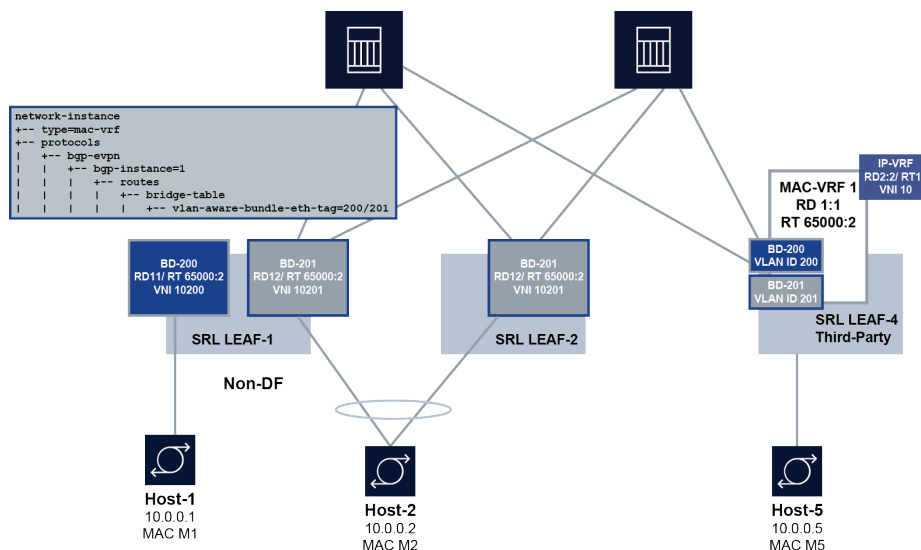 network-instance
+-- type=mac-vrf
+-- protocols
|   +-- bgp-evpn
|   |   +-- bgp-instance=1
|   |   |   +-- routes
|   |   |   |   +-- bridge-table
|   |   |   |   |   +-- vlan-aware-bundle-eth-tag=200/201
IP-VRF
RD2:2/ RT1
VNI 10
MAC-VRF 1
RD 1:1
RT 65000:2
BD-200
VLAN ID 200
BD-201
VLAN ID 201
BD-200
RD11/ RT 65000:2
VNI 10200
BD-201
RD12/ RT 65000:2
VNI 10201
BD-201
RD12/ RT 65000:2
VNI 10201
SRL LEAF-1
SRL LEAF-2
SRL LEAF-4
Third-Party
Non-DF
Host-1
10.0.0.1
MAC M1
Host-2
10.0.0.2
MAC M2
Host-5
10.0.0.5
MAC M5